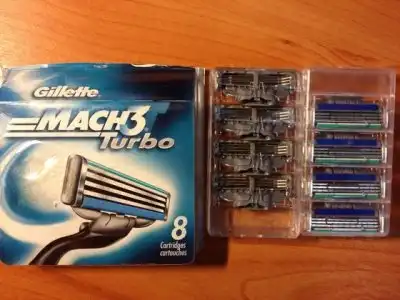 Gillette
MACH3
Turbo
8
Cartridges
cartouches